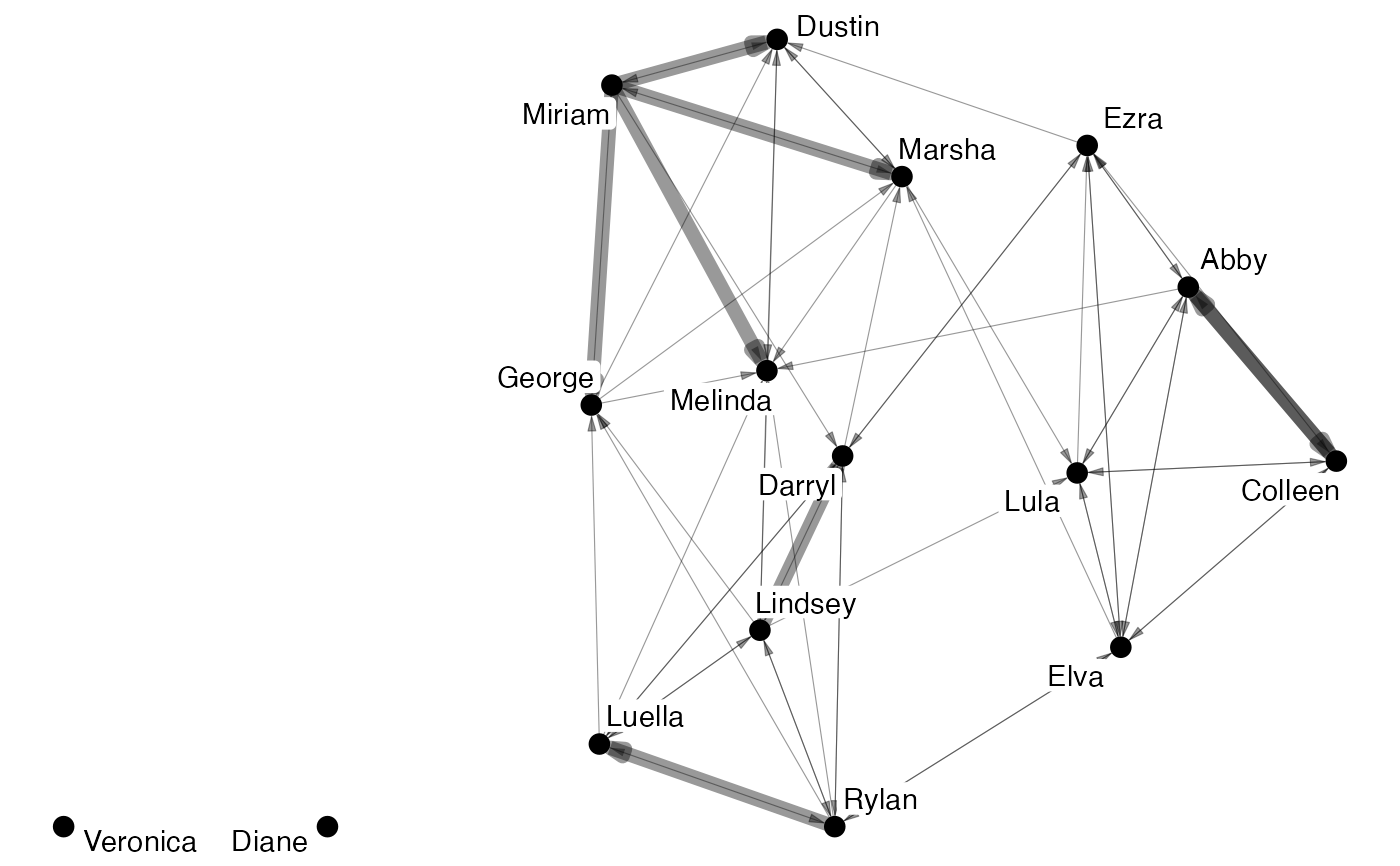 Dustin
Miriam
Ezra
Marsha
Abby
George
Melinda
Darryl
Lula
Colleen
Lindsey
Elva
Luella
Rylan
Veronica
Diane